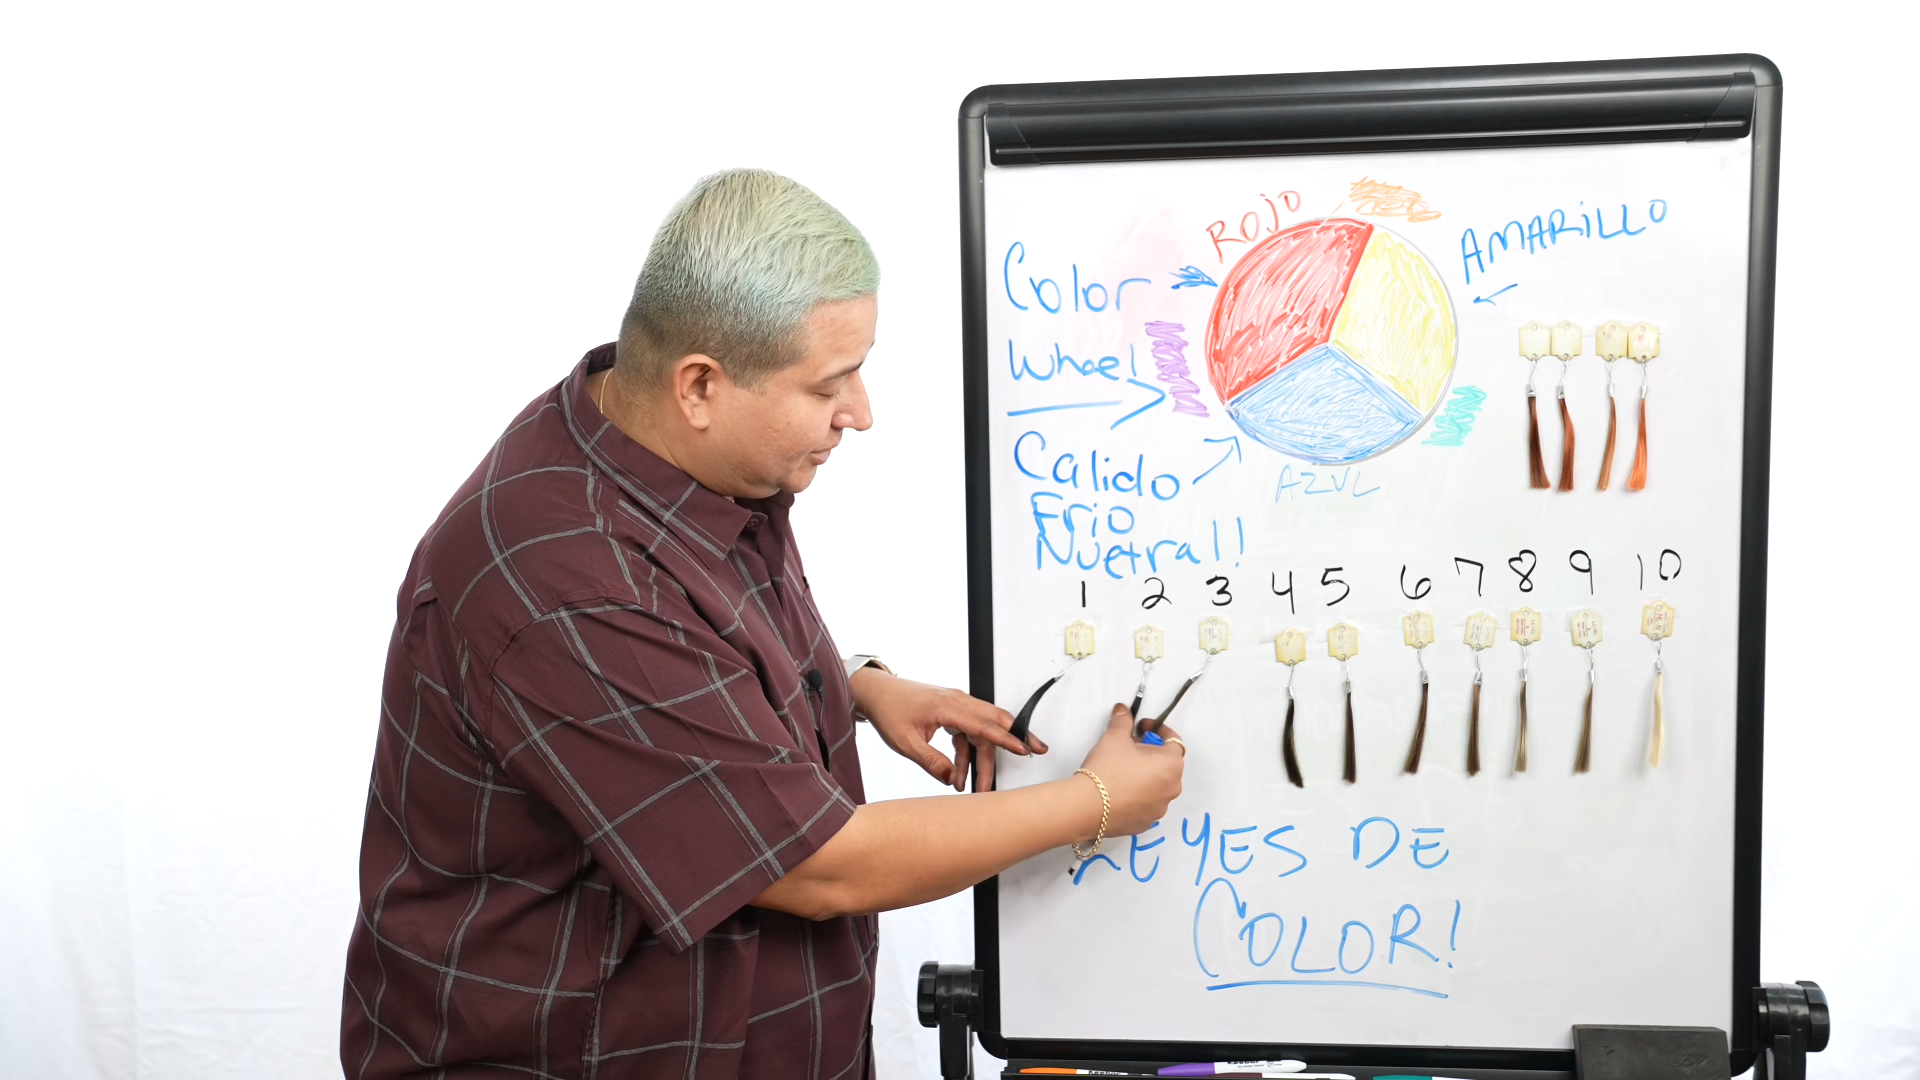 ROJO
AMARILLO
Color
Wheel
Calido
Frio
Nuetral!!
AZUL
1 2 3 4 5 6 7 8 9 10
LEYES DE
COLOR!